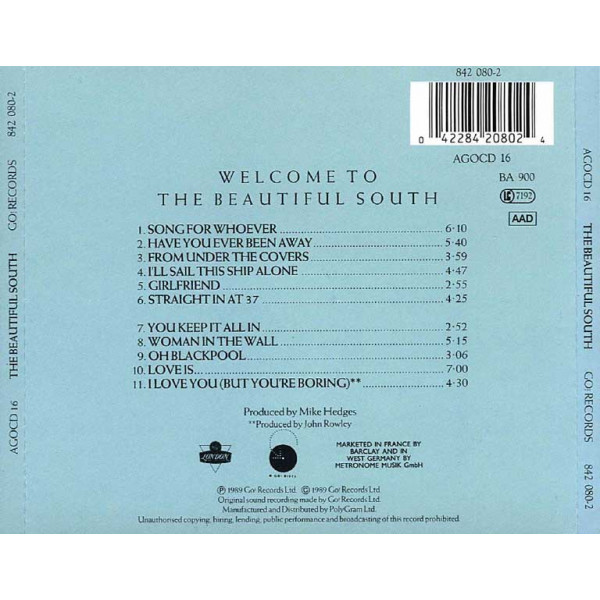 842 080-2
0 42284 20802 4
AGOCD 16
BA 900
LC 7192
AAD
WELCOME TO
THE BEAUTIFUL SOUTH
1. SONG FOR WHOEVER 6·10
2. HAVE YOU EVER BEEN AWAY 5·40
3. FROM UNDER THE COVERS 3·59
4. I'LL SAIL THIS SHIP ALONE 4·47
5. GIRLFRIEND 2·55
6. STRAIGHT IN AT 37 4·25
7. YOU KEEP IT ALL IN 2·52
8. WOMAN IN THE WALL 5·15
9. OH BLACKPOOL 3·06
10. LOVE IS... 7:00
11. I LOVE YOU (BUT YOU'RE BORING)** 4·30
Produced by Mike Hedges
**Produced by John Rowley
LONDON
MARKETED IN FRANCE BY
BARCLAY AND IN
WEST GERMANY BY
METRONOME MUSIK GmbH
℗ 1989 Go! Records Ltd. © 1989 Go! Records Ltd.
Original sound recording made by Go! Records Ltd.
Manufactured and Distributed by PolyGram Ltd.
Unauthorised copying, hiring, lending, public performance and broadcasting of this record prohibited.
AGOCD 16 THE BEAUTIFUL SOUTH GO! RECORDS 842 080-2
AGOCD 16 THE BEAUTIFUL SOUTH GO! RECORDS 842 080-2